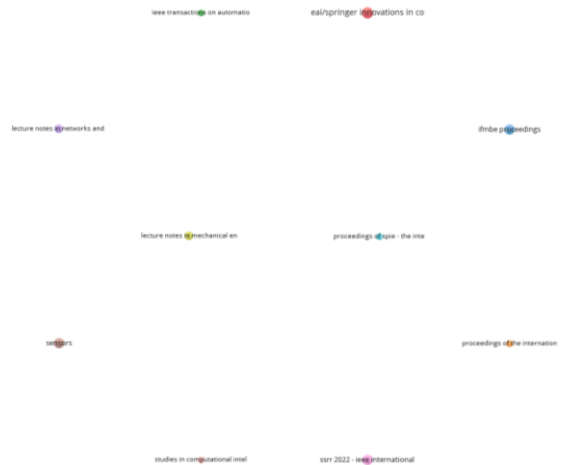 ieee transactions on automatio
eai/springer innovations in co
lecture notes in networks and
ifmbe proceedings
lecture notes in mechanical en
proceedings of spie - the inte
sensors
proceedings of the internation
studies in computational intel
ssrr 2022 - ieee international